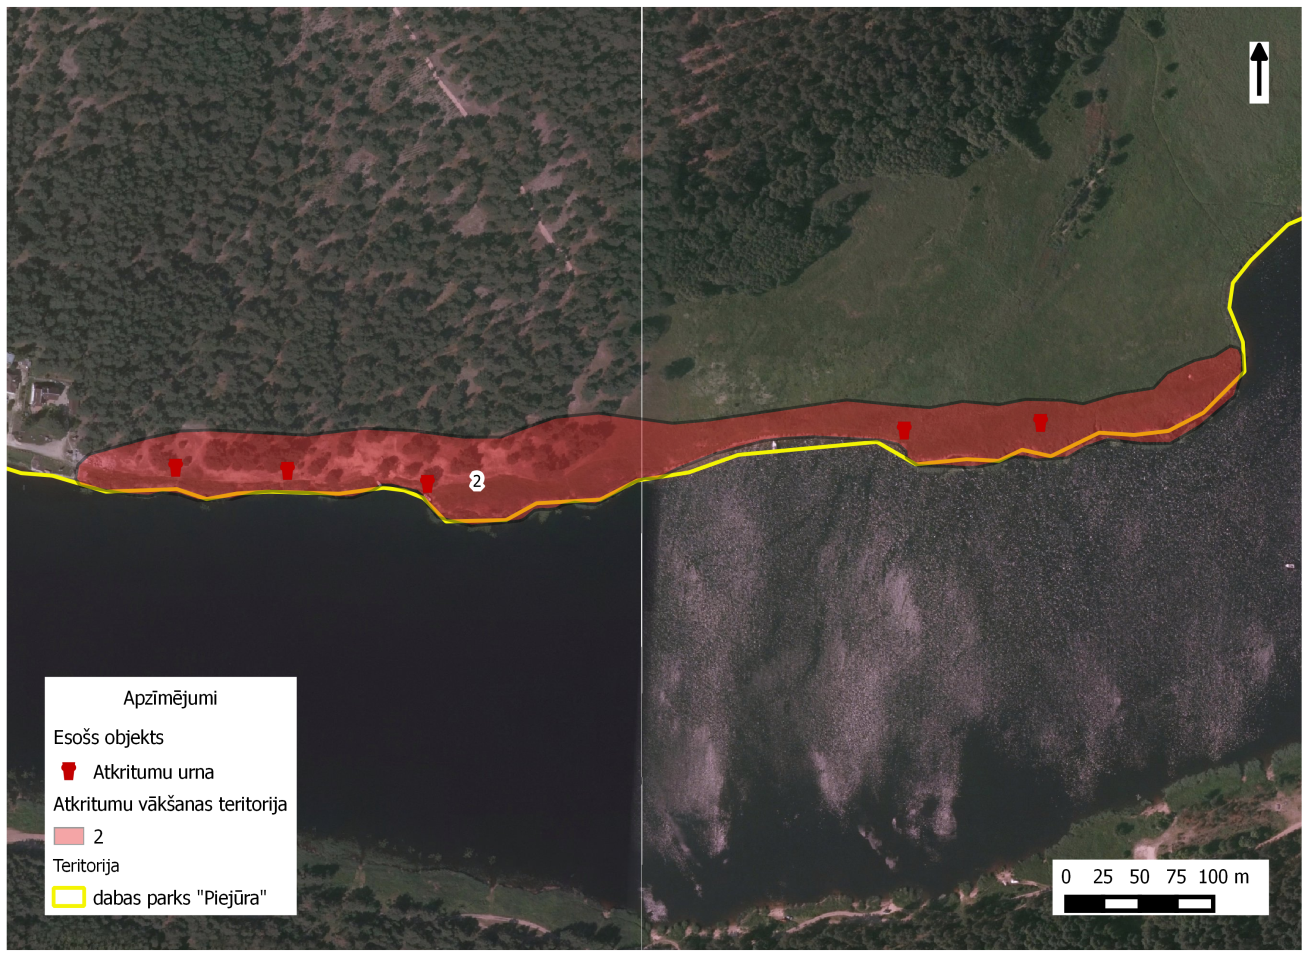 2
Apzīmējumi
Esošs objekts
Atkritumu urna
Atkritumu vākšanas teritorija
2
Teritorija
dabas parks "Piejūra"
0 25 50 75 100 m